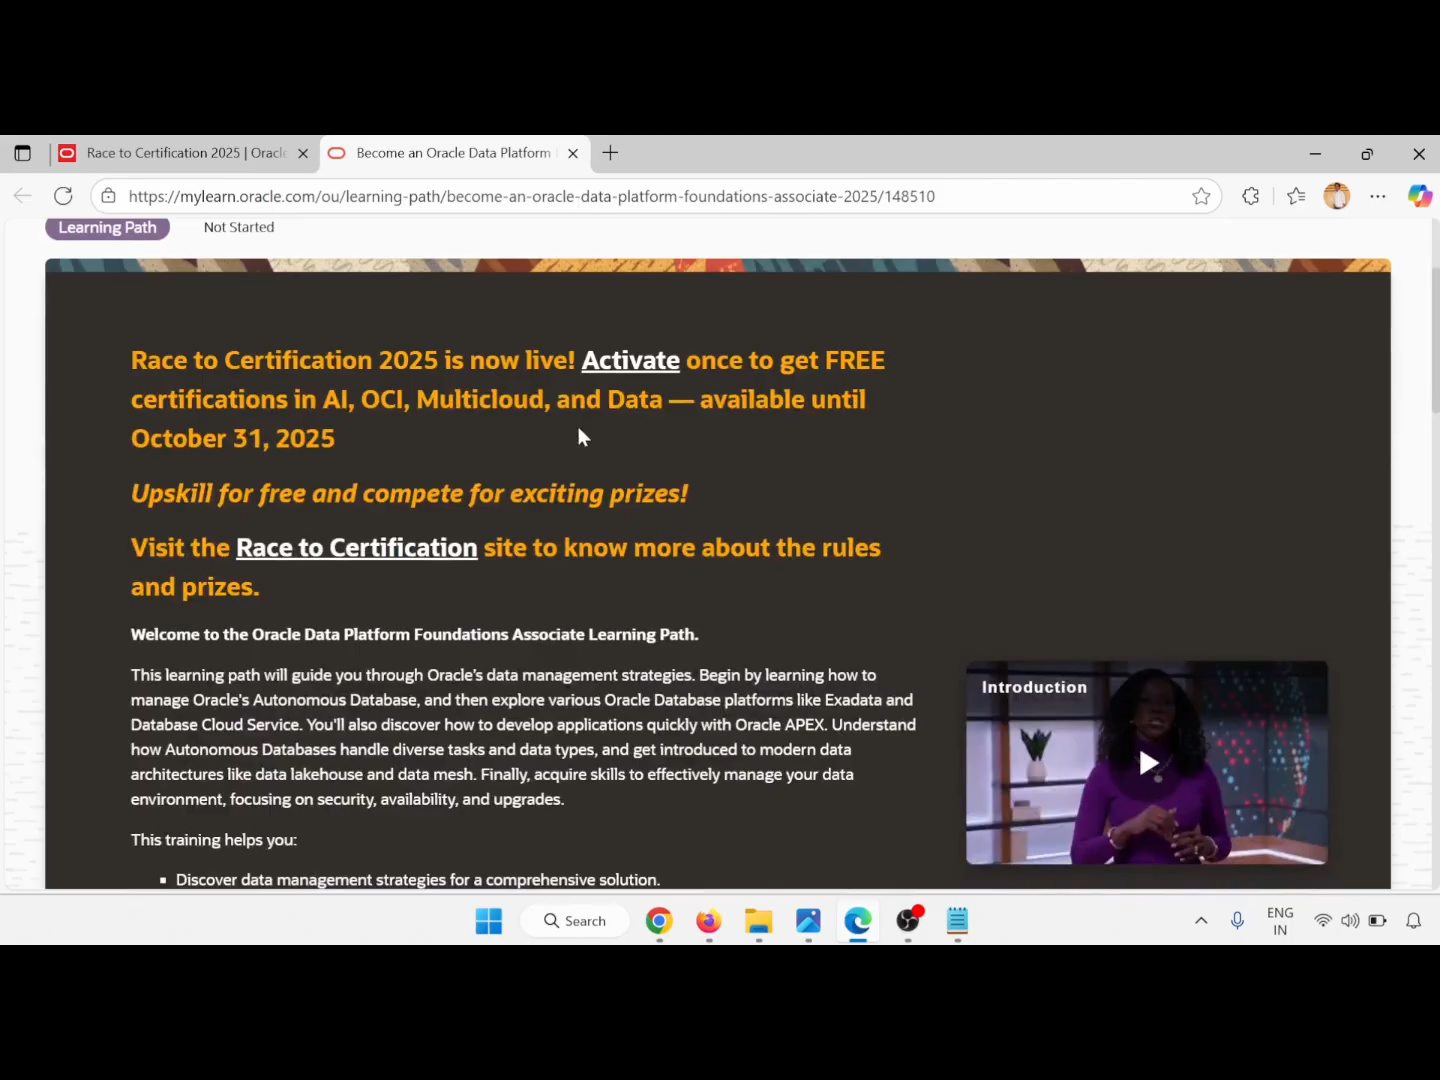 Race to Certification 2025 | Oracle
Become an Oracle Data Platform
https://mylearn.oracle.com/ou/learning-path/become-an-oracle-data-platform-foundations-associate-2025/148510
Learning Path
Not Started
Race to Certification 2025 is now live! Activate once to get FREE
certifications in AI, OCI, Multicloud, and Data — available until
October 31, 2025
Upskill for free and compete for exciting prizes!
Visit the Race to Certification site to know more about the rules
and prizes.
Welcome to the Oracle Data Platform Foundations Associate Learning Path.
This learning path will guide you through Oracle's data management strategies. Begin by learning how to
manage Oracle's Autonomous Database, and then explore various Oracle Database platforms like Exadata and
Database Cloud Service. You'll also discover how to develop applications quickly with Oracle APEX. Understand
how Autonomous Databases handle diverse tasks and data types, and get introduced to modern data
architectures like data lakehouse and data mesh. Finally, acquire skills to effectively manage your data
environment, focusing on security, availability, and upgrades.
Introduction
This training helps you:
▪ Discover data management strategies for a comprehensive solution.
Search
ENG
IN